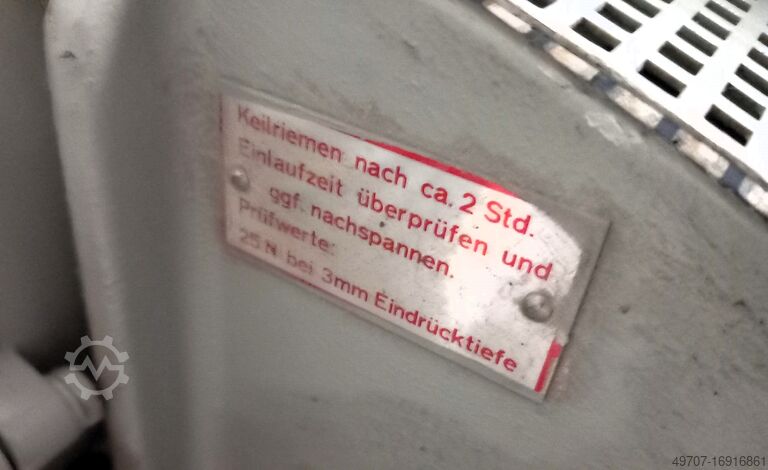 Keilriemen nach ca. 2 Std.
Einlaufzeit überprüfen und
ggf. nachspannen.
Prüfwerte:
25 N bei 3mm Eindrücktiefe
49707-16916861